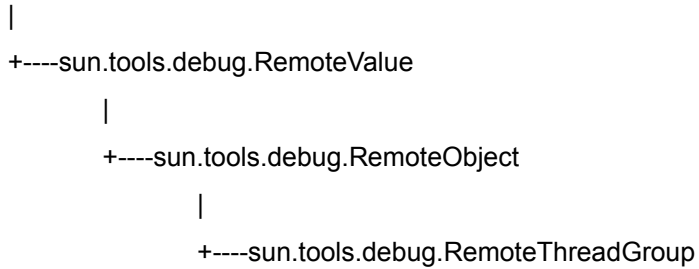 |
+----sun.tools.debug.RemoteValue
|
+----sun.tools.debug.RemoteObject
|
+----sun.tools.debug.RemoteThreadGroup